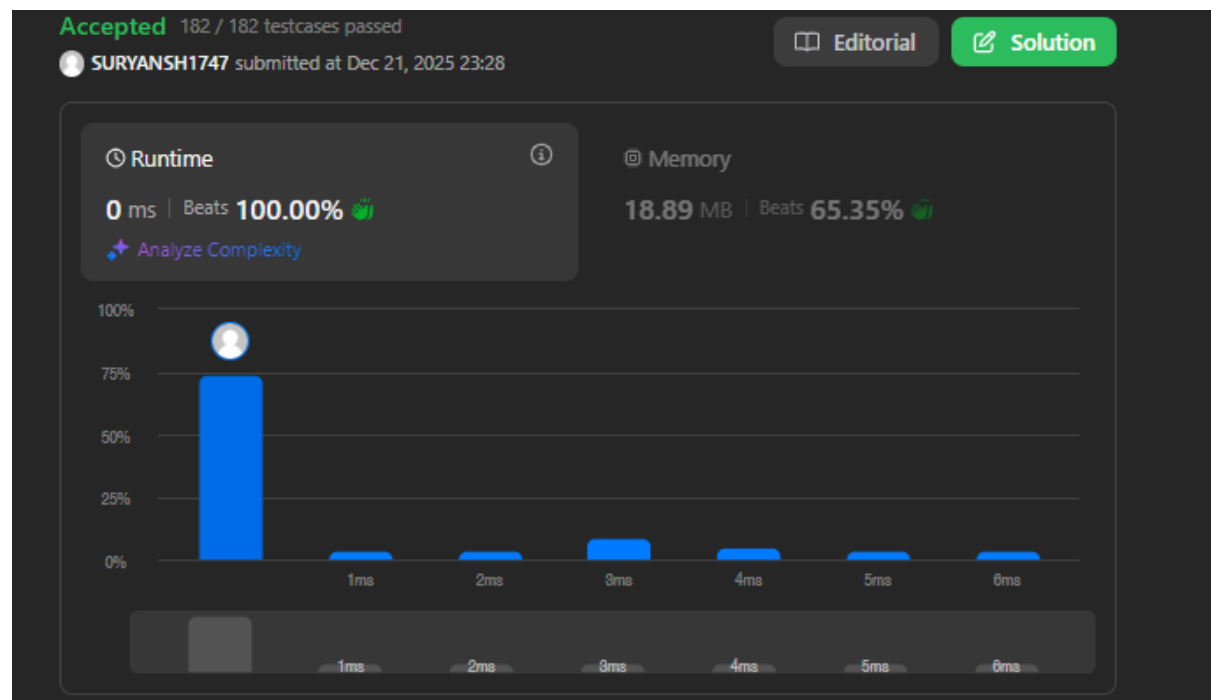 Accepted 182 / 182 testcases passed
Editorial
Solution
SURYANSH1747 submitted at Dec 21, 2025 23:28
Runtime
0 ms | Beats 100.00%
Analyze Complexity
Memory
18.89 MB | Beats 65.35%
100%
75%
50%
25%
0%
1ms 2ms 3ms 4ms 5ms 6ms
1ms 2ms 3ms 4ms 5ms 6ms